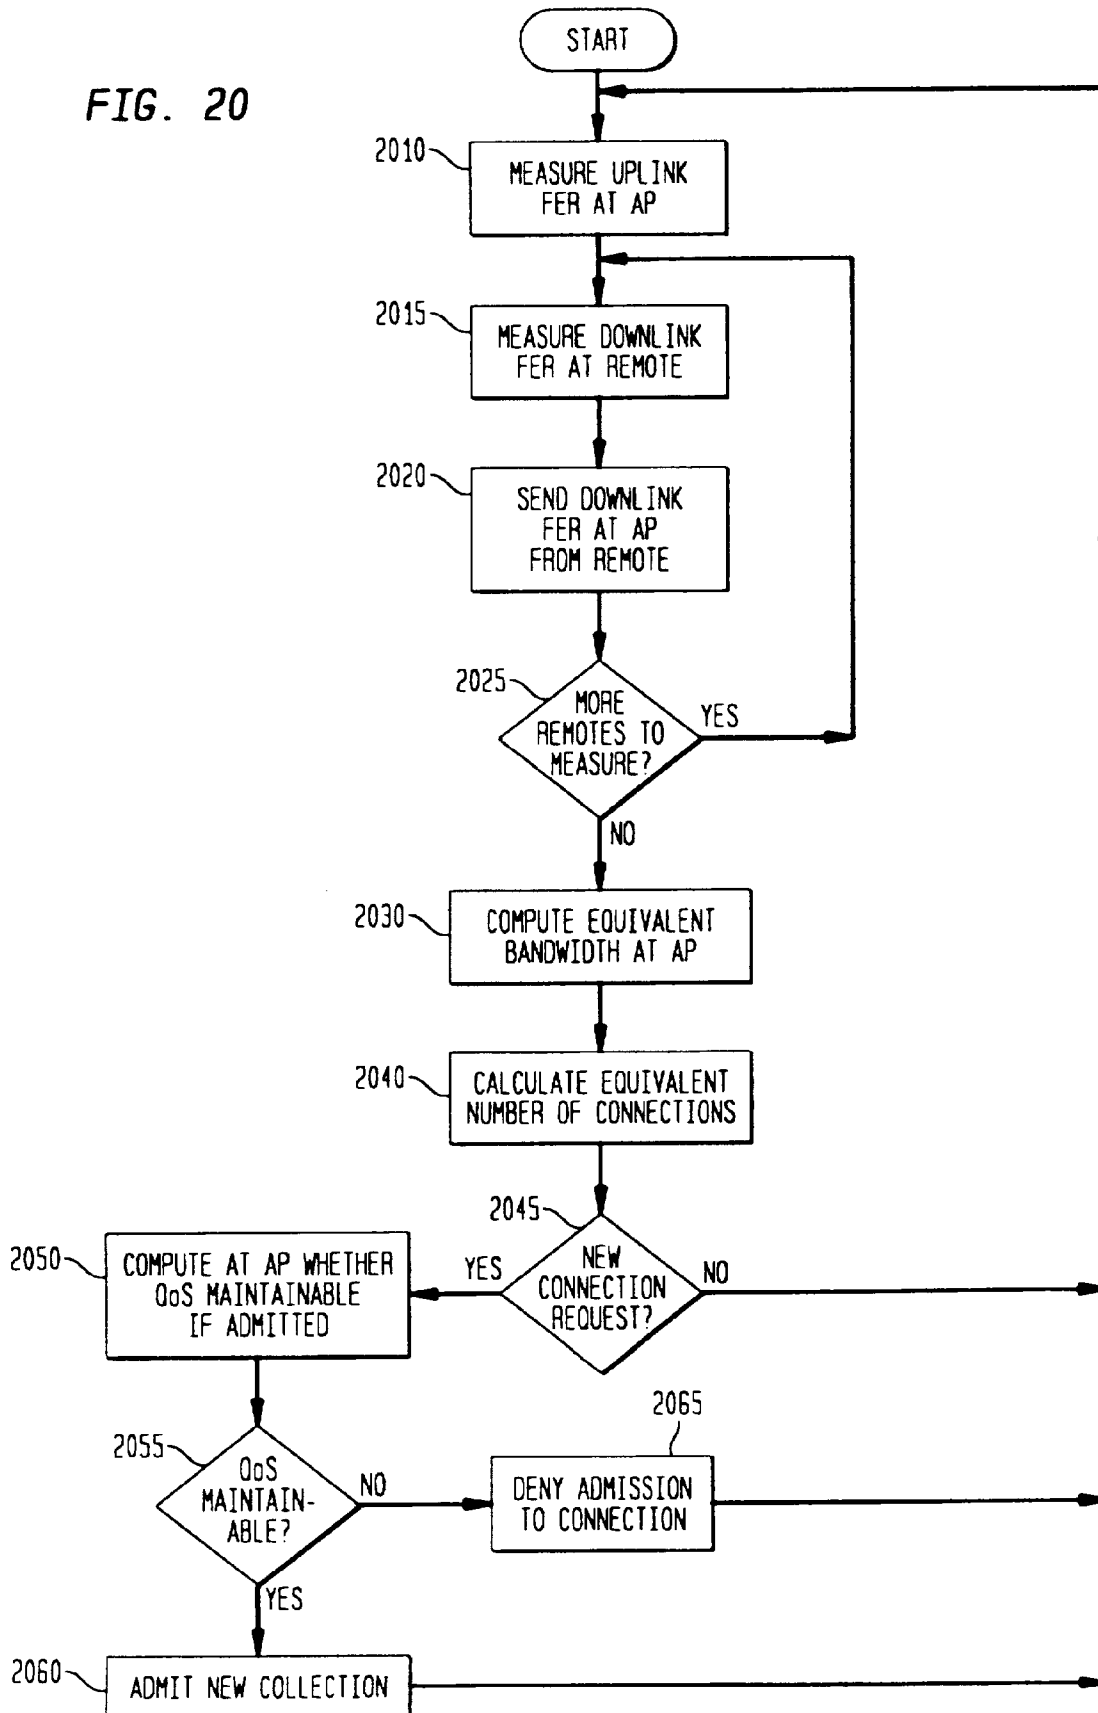 START
FIG. 20
2010
MEASURE UPLINK
FER AT AP
2015
MEASURE DOWNLINK
FER AT REMOTE
2020
SEND DOWNLINK
FER AT AP
FROM REMOTE
2025
MORE
REMOTES TO
MEASURE?
YES
NO
2030
COMPUTE EQUIVALENT
BANDWIDTH AT AP
2040
CALCULATE EQUIVALENT
NUMBER OF CONNECTIONS
2045
NEW
CONNECTION
REQUEST?
YES
NO
2050
COMPUTE AT AP WHETHER
QoS MAINTAINABLE
IF ADMITTED
2055
QoS
MAINTAIN-
ABLE?
NO
YES
2065
DENY ADMISSION
TO CONNECTION
2060
ADMIT NEW COLLECTION